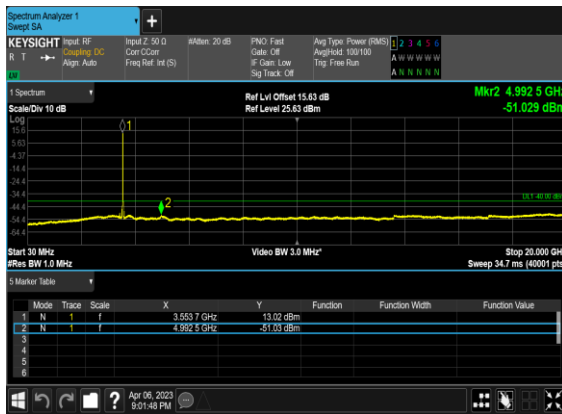 Spectrum Analyzer 1
Swept SA
KEYSIGHT Input: RF Input Z: 50 Ω #Atten: 20 dB PNO: Fast Avg Type: Power (RMS) 1 2 3 4 5 6
R T Coupling: DC Corr CCorr Gate: Off Avg|Hold: 100/100 A W W W W W
Align: Auto Freq Ref: Int (S) IF Gain: Low Trig: Free Run
Sig Track: Off A N N N N N
1 Spectrum Ref Lvl Offset 15.63 dB Mkr2 4.992 5 GHz
Scale/Div 10 dB Ref Level 25.63 dBm -51.029 dBm
Log
15.6
1
5.63
-4.37
-14.4
-24.4
-34.4
2
-44.4
-54.4
-64.4
Start 30 MHz Video BW 3.0 MHz* Stop 20.000 GHz
#Res BW 1.0 MHz Sweep 34.7 ms (40001 pts)
5 Marker Table
Mode Trace Scale X Y Function Function Width Function Value
1 N 1 f 3.553 7 GHz 13.02 dBm
2 N 1 f 4.992 5 GHz -51.03 dBm
3
4
5
6
? Apr 06, 2023
9:01:48 PM